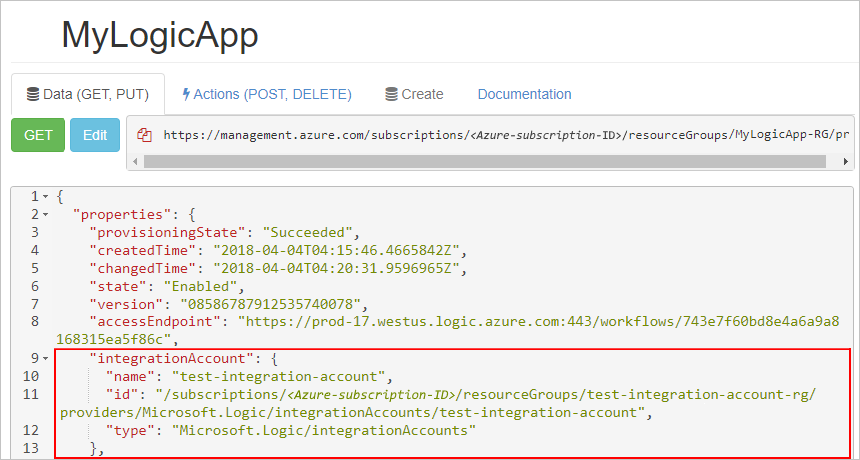 MyLogicApp
Data (GET, PUT) Actions (POST, DELETE) Create Documentation
GET Edit https://management.azure.com/subscriptions/<Azure-subscription-ID>/resourceGroups/MyLogicApp-RG/pr
1 {
2 "properties": {
3 "provisioningState": "Succeeded",
4 "createdTime": "2018-04-04T04:15:46.4665842Z",
5 "changedTime": "2018-04-04T04:20:31.9596965Z",
6 "state": "Enabled",
7 "version": "08586787912535740078",
8 "accessEndpoint": "https://prod-17.westus.logic.azure.com:443/workflows/743e7f60bd8e4a6a9a8
168315ea5f86c",
9 "integrationAccount": {
10 "name": "test-integration-account",
11 "id": "/subscriptions/<Azure-subscription-ID>/resourceGroups/test-integration-account-rg/
providers/Microsoft.Logic/integrationAccounts/test-integration-account",
12 "type": "Microsoft.Logic/integrationAccounts"
13 },